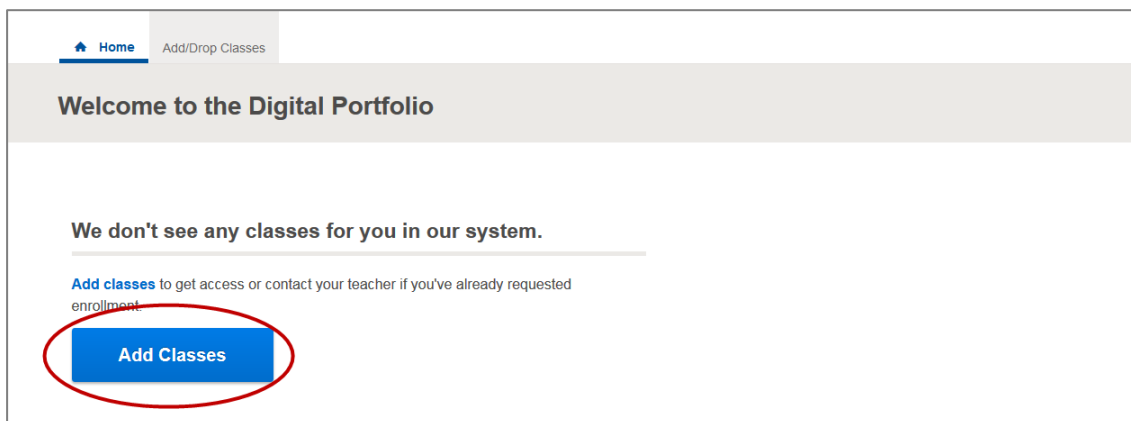 Home Add/Drop Classes
Welcome to the Digital Portfolio
We don't see any classes for you in our system.
Add classes to get access or contact your teacher if you've already requested
enrollment.
Add Classes